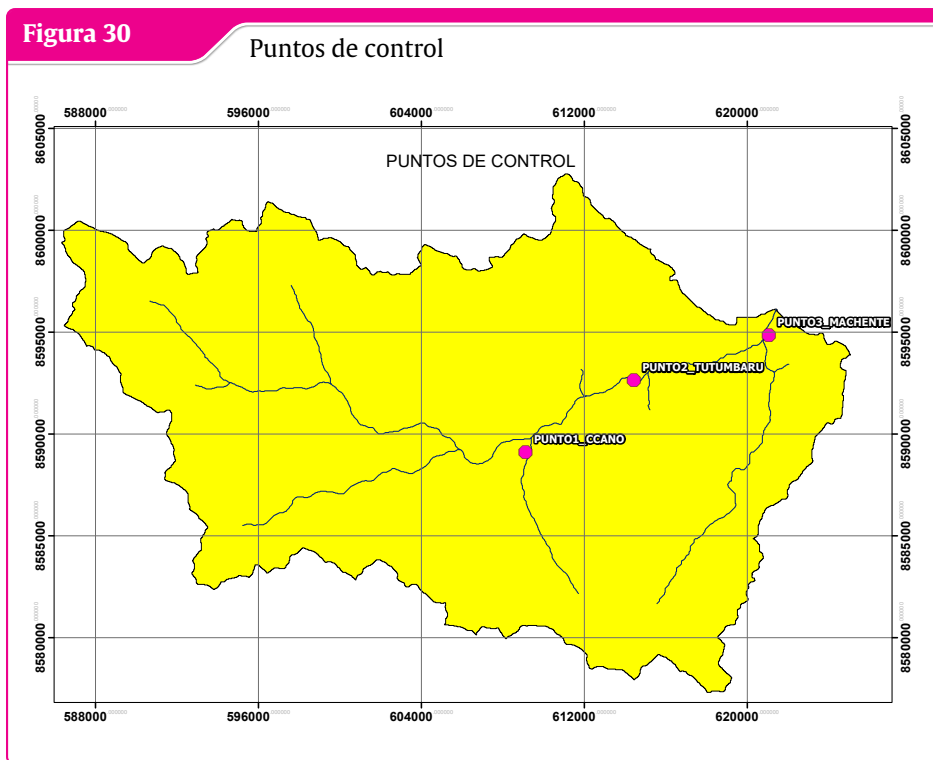 Figura 30
Puntos de control
588000 596000 604000 612000 620000
PUNTOS DE CONTROL
8605000 8605000
8600000 8600000
8595000 8595000
PUNTO3_MACHENTE
PUNTO2_TUTUMBARU
8590000 8590000
PUNTO1_CCANO
8585000 8585000
8580000 8580000
588000 596000 604000 612000 620000